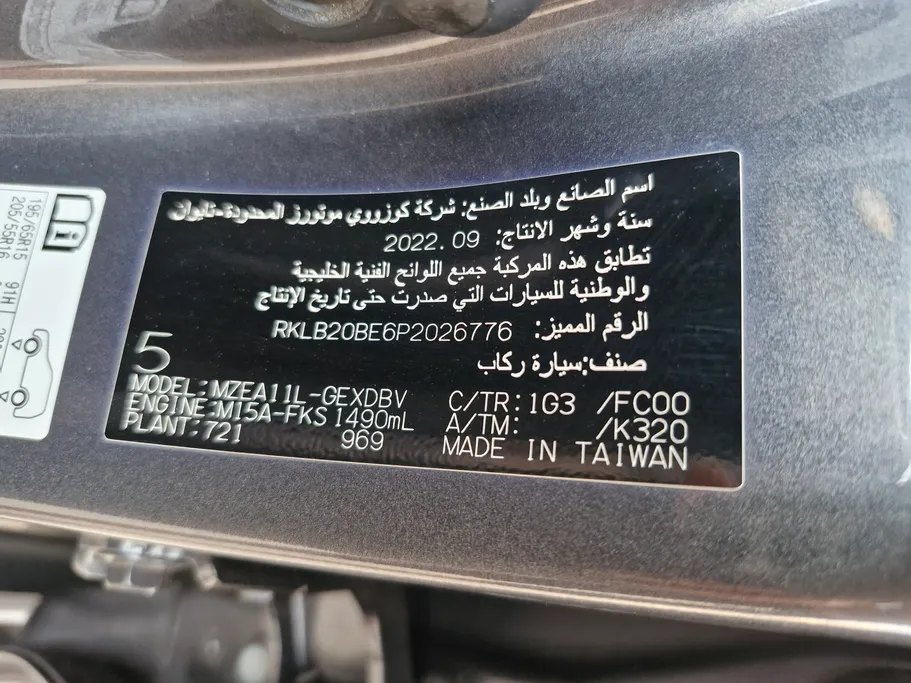 اسم الصانع وبلد الصنع: شركة كوزروي موتورز المحدودة-تايوان
سنة وشهر الانتاج: 2022.09
تطابق هذه المركبة جميع اللوائح الفنية الخليجية
والوطنية للسيارات التي صدرت حتى تاريخ الإنتاج
الرقم المميز: RKLB20BE6P2026776
صنف:سيارة ركاب
5
MODEL:MZEA11L-GEXDBV
ENGINE:M15A-FKS 1490mL
PLANT:721 969
C/TR:1G3 /FC00
A/TM: /K320
MADE IN TAIWAN
195/65R15
205/55R16 91H